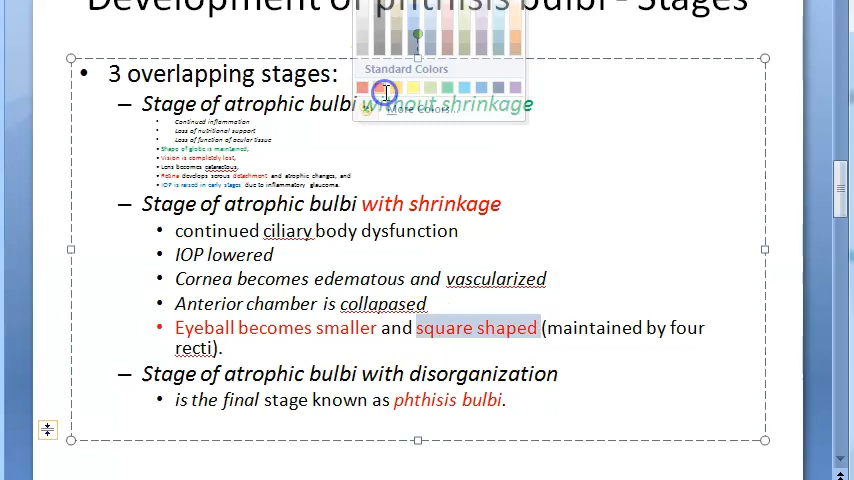 Development of phthisis bulbi - Stages
• 3 overlapping stages:
Standard Colors
– Stage of atrophic bulbi without shrinkage
More Colors...
• Continued inflammation
• Loss of nutritional support
• Loss of function of ocular tissue
• Shape of globe is maintained,
• Vision is completely lost,
• Lens becomes cataractous,
• Retina develops serous detachment and atrophic changes, and
• IOP is raised in early stages due to inflammatory glaucoma.
– Stage of atrophic bulbi with shrinkage
• continued ciliary body dysfunction
• IOP lowered
• Cornea becomes edematous and vascularized
• Anterior chamber is collapased
• Eyeball becomes smaller and square shaped (maintained by four
recti).
– Stage of atrophic bulbi with disorganization
• is the final stage known as phthisis bulbi.